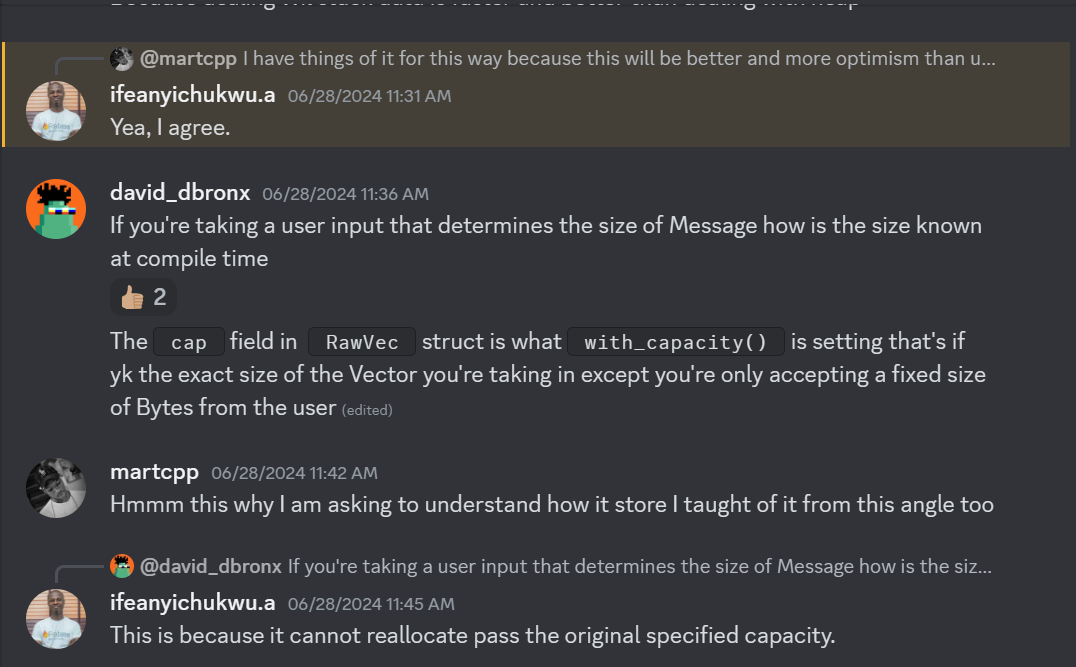 @martcpp I have things of it for this way because this will be better and more optimism than u...
ifeanyichukwu.a 06/28/2024 11:31 AM
Yea, I agree.
david_dbronx 06/28/2024 11:36 AM
If you're taking a user input that determines the size of Message how is the size known
at compile time
2
The cap field in RawVec struct is what with_capacity() is setting that's if
yk the exact size of the Vector you're taking in except you're only accepting a fixed size
of Bytes from the user (edited)
martcpp 06/28/2024 11:42 AM
Hmmm this why I am asking to understand how it store I taught of it from this angle too
@david_dbronx If you're taking a user input that determines the size of Message how is the siz...
ifeanyichukwu.a 06/28/2024 11:45 AM
This is because it cannot reallocate pass the original specified capacity.